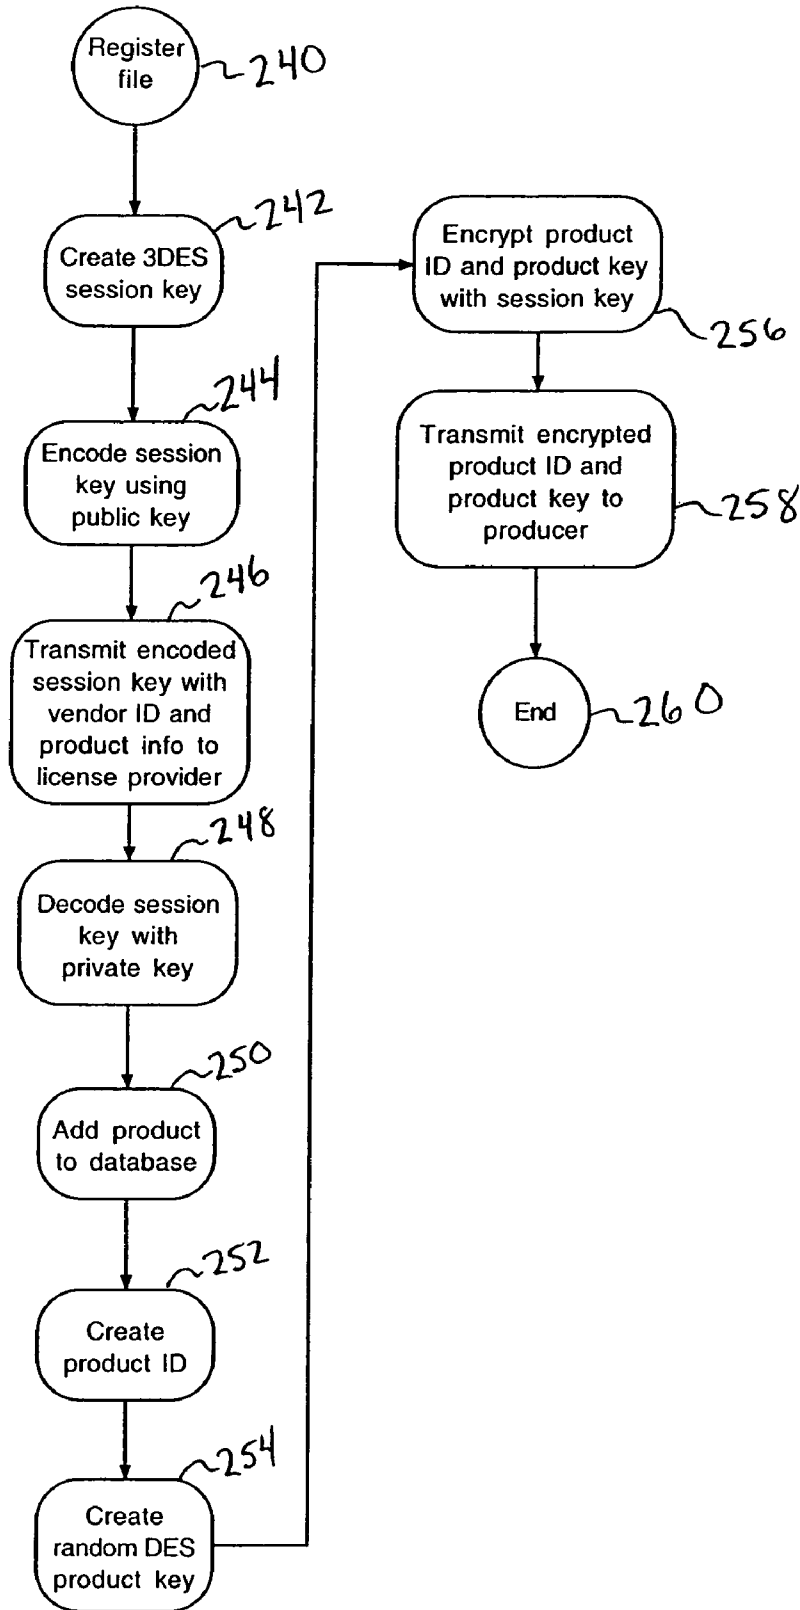 Register
file
240
242
Create 3DES
session key
244
Encode session
key using
public key
246
Transmit encoded
session key with
vendor ID and
product info to
license provider
248
Decode session
key with
private key
250
Add product
to database
252
Create
product ID
254
Create
random DES
product key
Encrypt product
ID and product key
with session key
256
Transmit encrypted
product ID and
product key to
producer
258
End
260